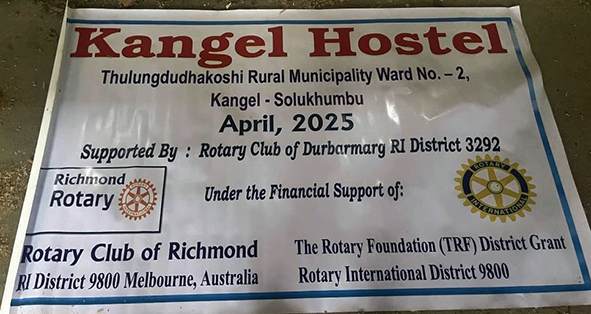 Kangel Hostel
Thulungdudhakoshi Rural Municipality Ward No. – 2,
Kangel - Solukhumbu
April, 2025
Supported By : Rotary Club of Durbarmarg RI District 3292
Richmond
Rotary
Under the Financial Support of:
ROTARY
INTERNATIONAL
Rotary Club of Richmond
RI District 9800 Melbourne, Australia
The Rotary Foundation (TRF) District Grant
Rotary International District 9800